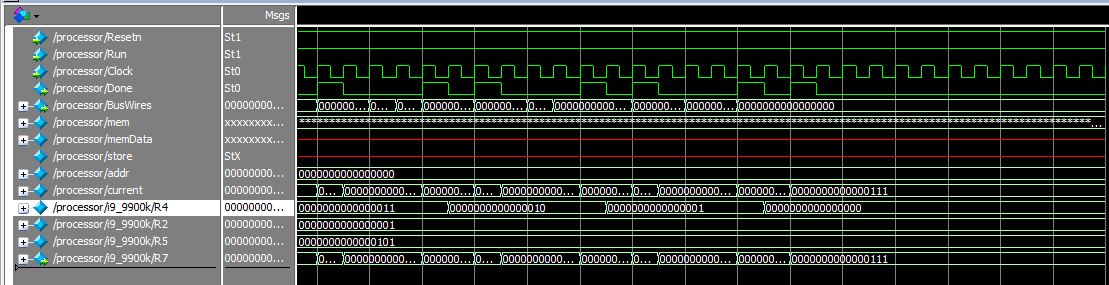 Msgs
/processor/Resetn St1
/processor/Run St1
/processor/Clock St0
/processor/Done St0
/processor/BusWires 00000000... 000000... 0... 0... 000000... 000000... 0... 0000000000... 000000... 000000... 0000000000000000
/processor/mem xxxxxxxx... ...
/processor/memData xxxxxxxx...
/processor/store StX
/processor/addr 00000000... 0000000000000000
/processor/current 00000000... 0... 0000000000... 000000... 0... 0000000000... 000000... 0... 0000000000... 000000... 0000000000000111
/processor/i9_9900k/R4 00000000... 0000000000000011 0000000000000010 0000000000000001 0000000000000000
/processor/i9_9900k/R2 00000000... 0000000000000001
/processor/i9_9900k/R5 00000000... 0000000000000101
/processor/i9_9900k/R7 00000000... 0... 0000000000... 000000... 0... 0000000000... 000000... 0... 0000000000... 000000... 0000000000000111